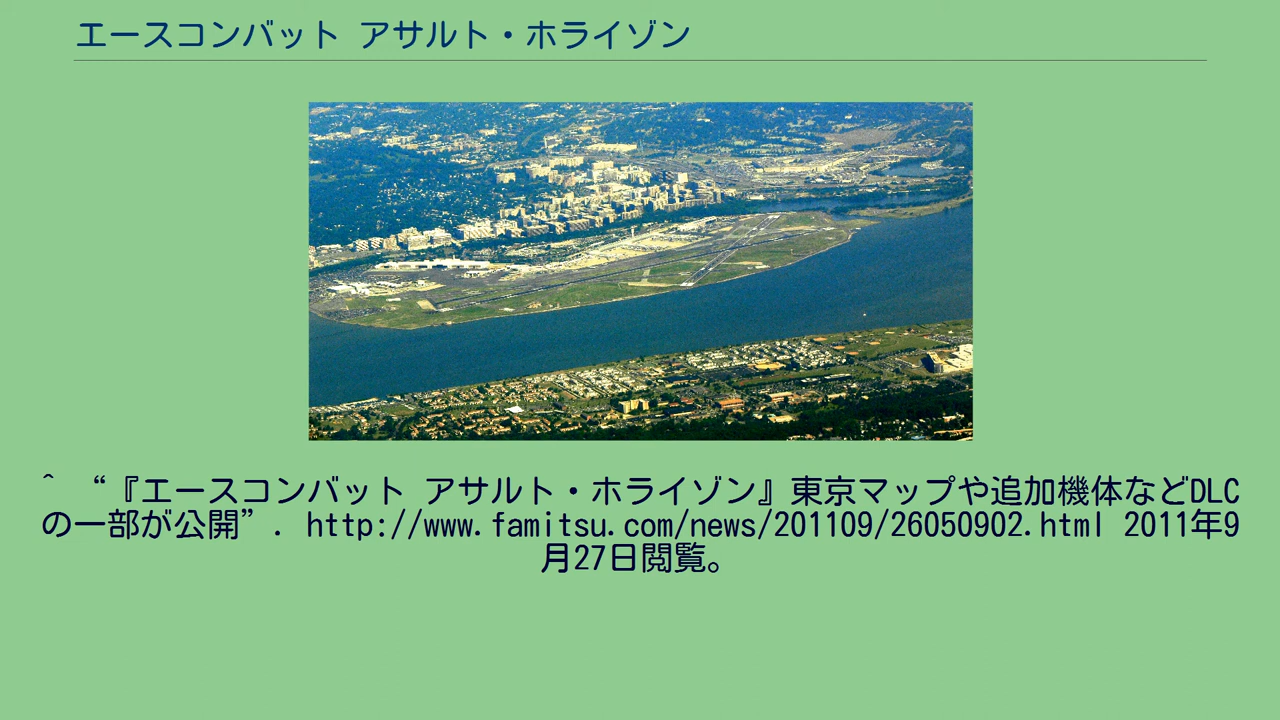 エースコンバット アサルト・ホライゾン
^ “『エースコンバット アサルト・ホライゾン』東京マップや追加機体などDLC
の一部が公開”. http://www.famitsu.com/news/201109/26050902.html 2011年9
月27日閲覧。